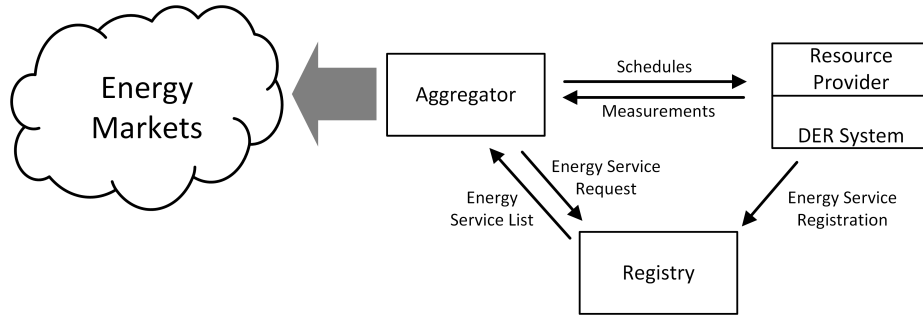 Energy
Markets
Aggregator
Schedules
Measurements
Resource
Provider
DER System
Energy Service
Request
Energy
Service List
Energy Service
Registration
Registry